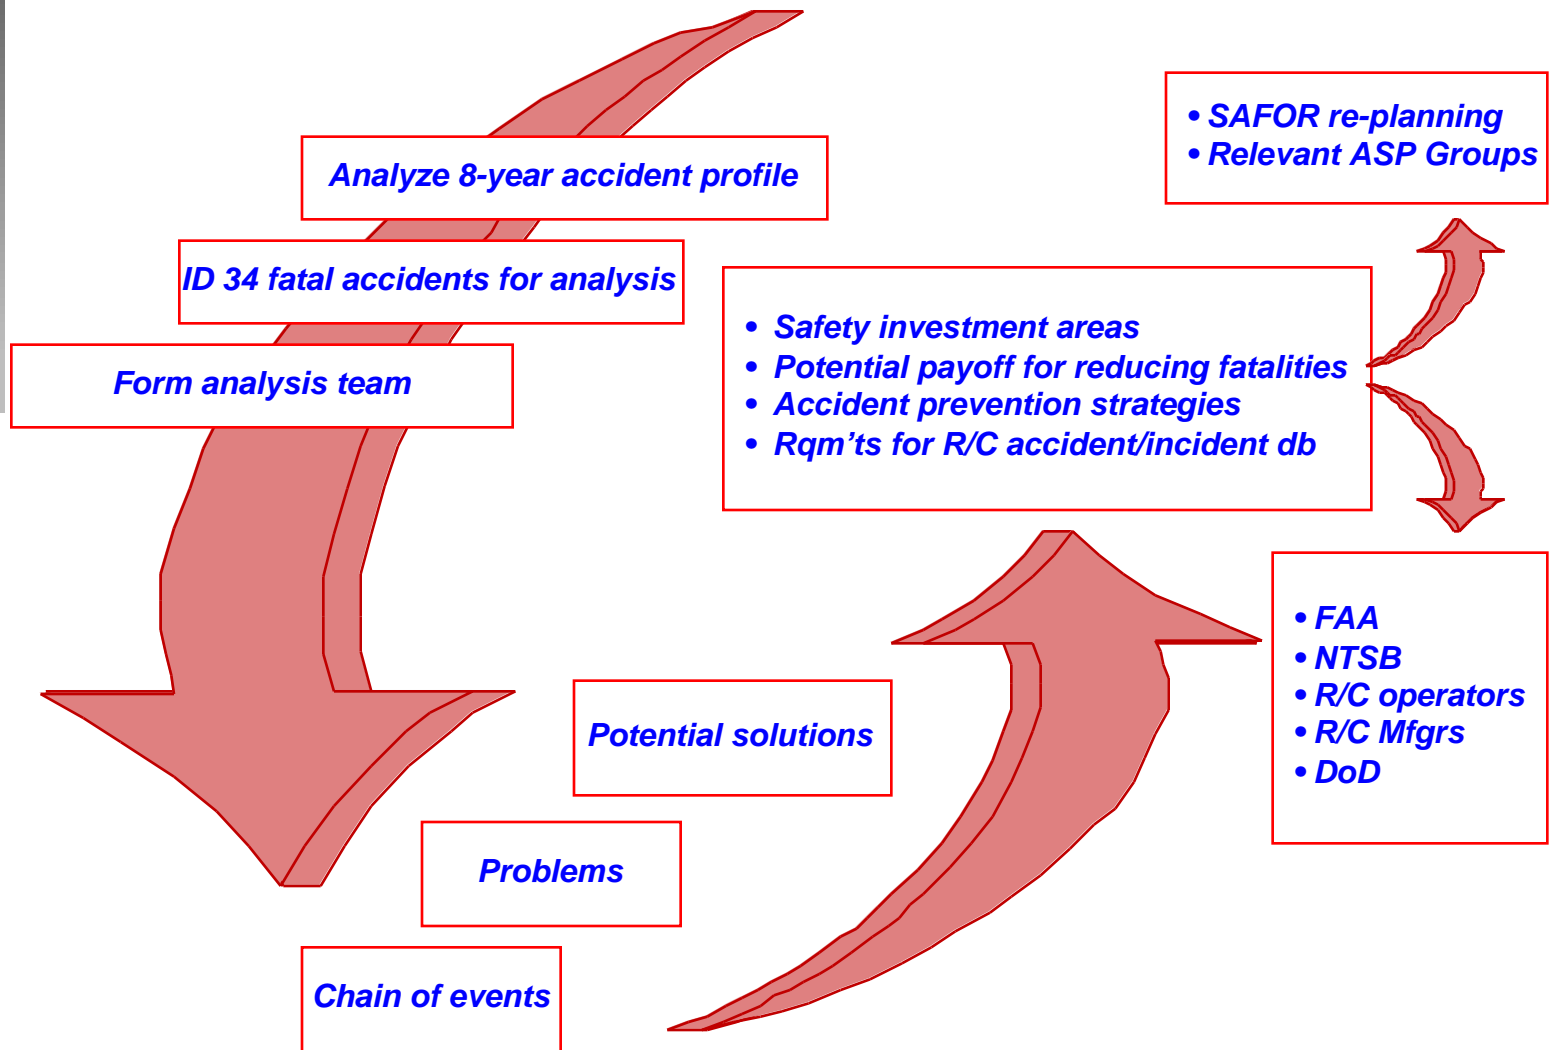 Analyze 8-year accident profile
ID 34 fatal accidents for analysis
Form analysis team
Chain of events
Problems
Potential solutions
• Safety investment areas
• Potential payoff for reducing fatalities
• Accident prevention strategies
• Rqm'ts for R/C accident/incident db
• SAFOR re-planning
• Relevant ASP Groups
• FAA
• NTSB
• R/C operators
• R/C Mfgrs
• DoD